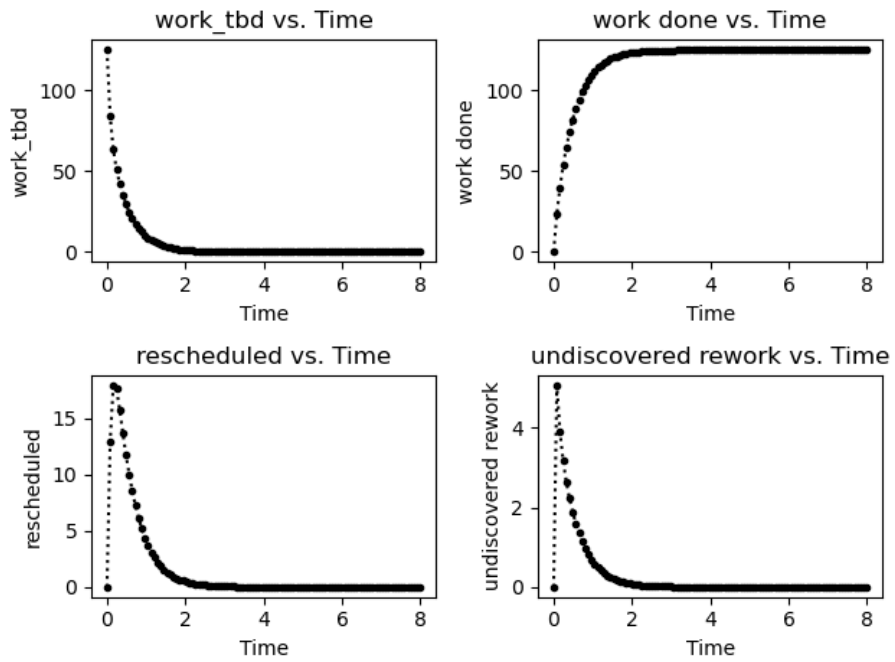 work_tbd vs. Time
work_tbd
100
50
0
0 2 4 6 8
Time
work done vs. Time
work done
100
50
0
0 2 4 6 8
Time
rescheduled vs. Time
rescheduled
15
10
5
0
0 2 4 6 8
Time
undiscovered rework vs. Time
undiscovered rework
4
2
0
0 2 4 6 8
Time